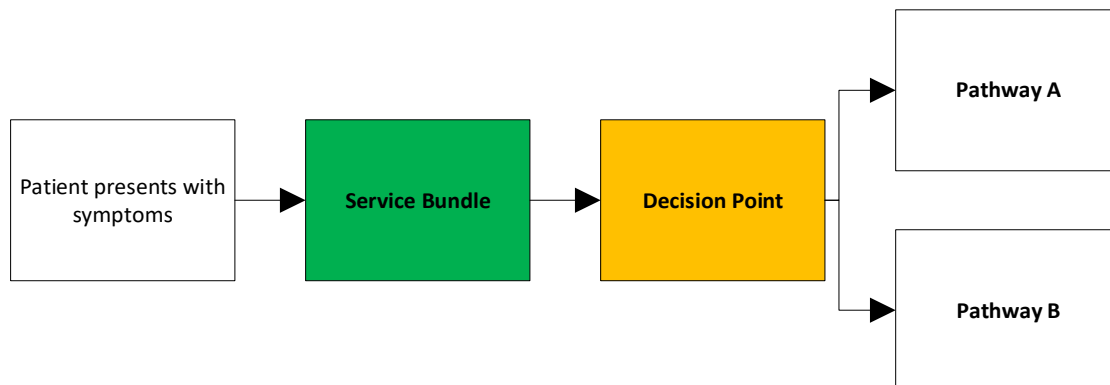 Patient presents with
symptoms
Service Bundle
Decision Point
Pathway A
Pathway B